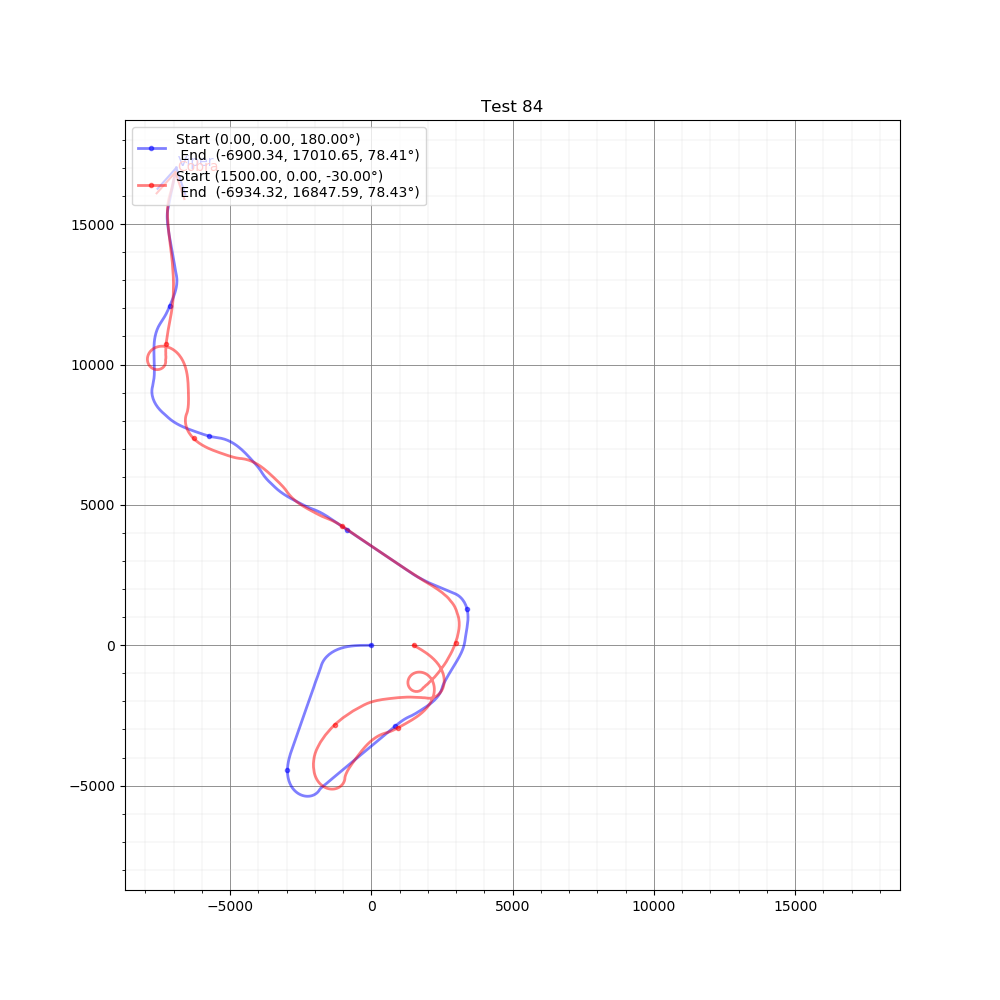 Test 84
Start (0.00, 0.00, 180.00°)
End (-6900.34, 17010.65, 78.41°)
Start (1500.00, 0.00, -30.00°)
End (-6934.32, 16847.59, 78.43°)
15000
10000
5000
0
−5000
−5000 0 5000 10000 15000